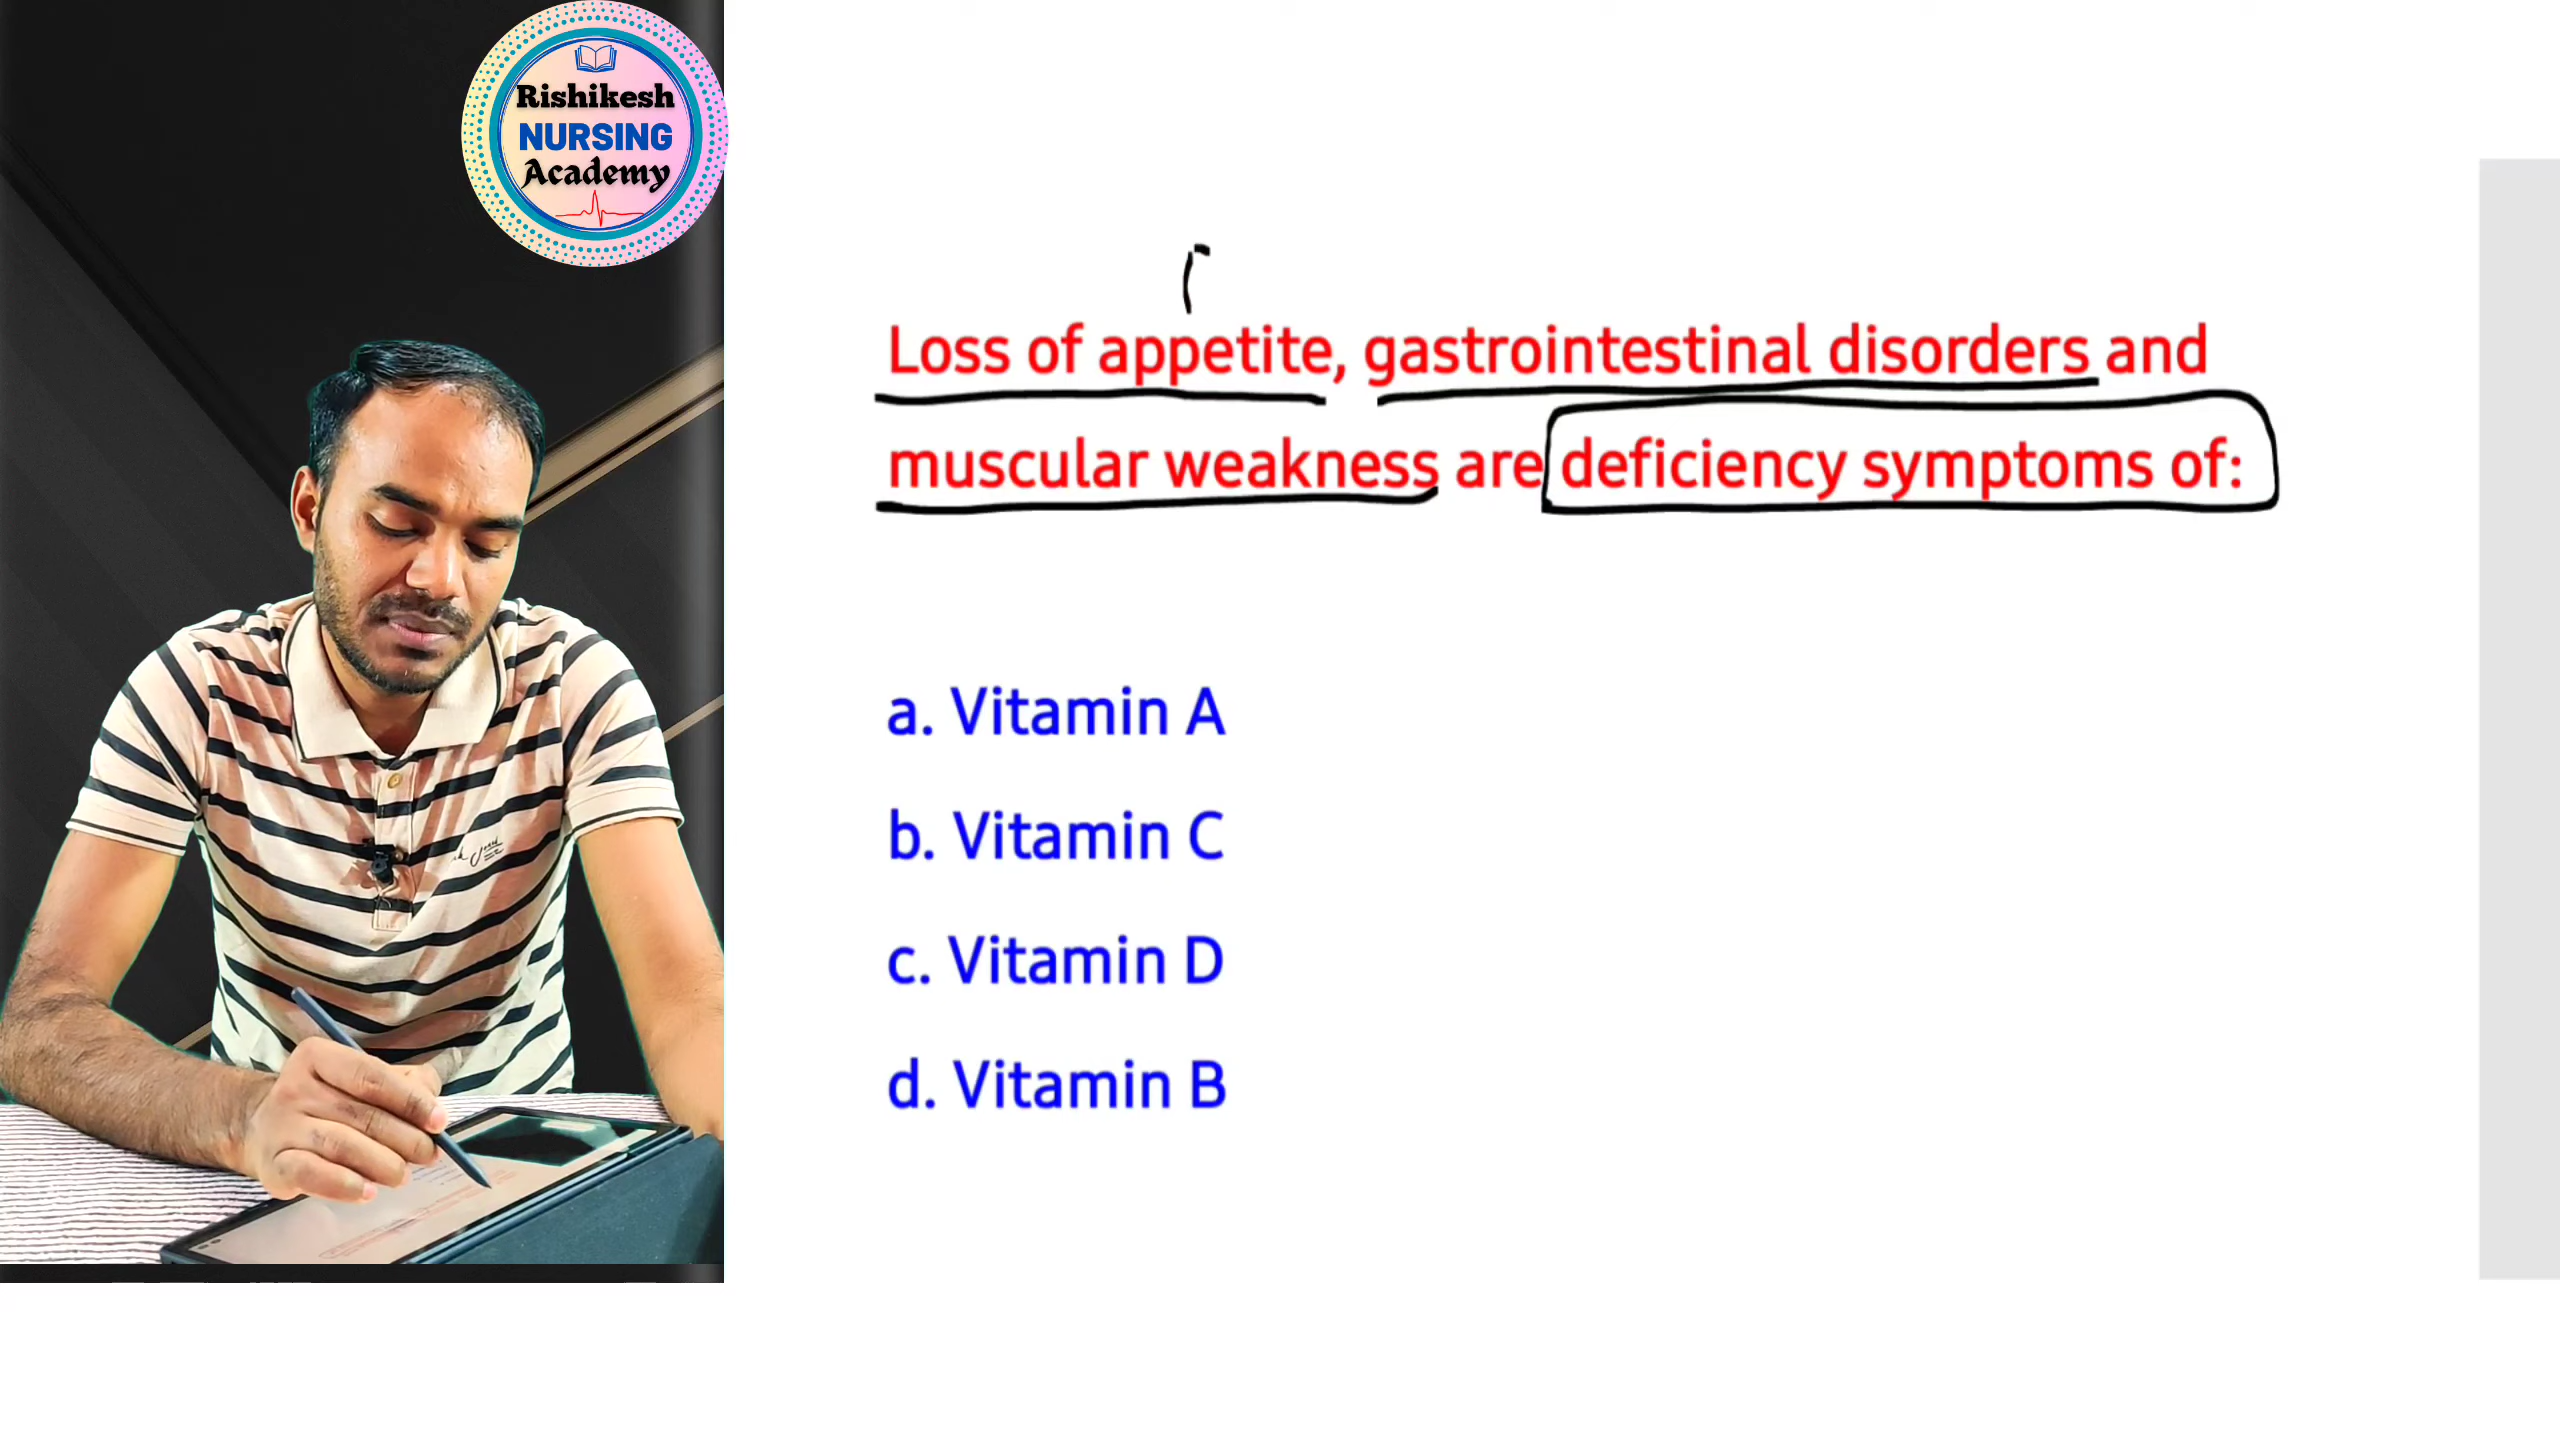 Rishikesh
NURSING
Academy
Loss of appetite, gastrointestinal disorders and
muscular weakness are deficiency symptoms of:
a. Vitamin A
b. Vitamin C
c. Vitamin D
d. Vitamin B